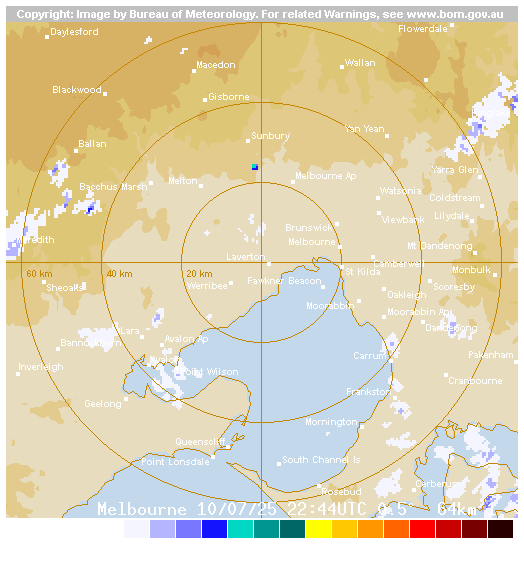 Copyright: Image by Bureau of Meteorology. For related Warnings, see www.bom.gov.au
Daylesford
Flowerdale
Macedon
Wallan
Blackwood
Gisborne
Sunbury
Yan Yean
Ballan
Yarra Glen
Melbourne Ap
Bacchus Marsh
Melton
Watsonia
Coldstream
Viewbank
Lilydale
Brunswick
Meredith
Melbourne
Mt Dandenong
Laverton
Camberwell
60 km
40 km
20 km
St Kilda
Monbulk
Sheoaks
Werribee
Fawkner Beacon
Scoresby
Oakleigh
Moorabbin
Moorabbin Ap
Dandenong
Lara
Avalon Ap
Bannockburn
Carrum
Pakenham
Avalon
Point Wilson
Inverleigh
Cranbourne
Geelong
Frankston
Mornington
Queenscliff
Point Lonsdale
South Channel Is
Rosebud
Cerberus
Melbourne 10/07/25 22:44UTC 0.5° 64km